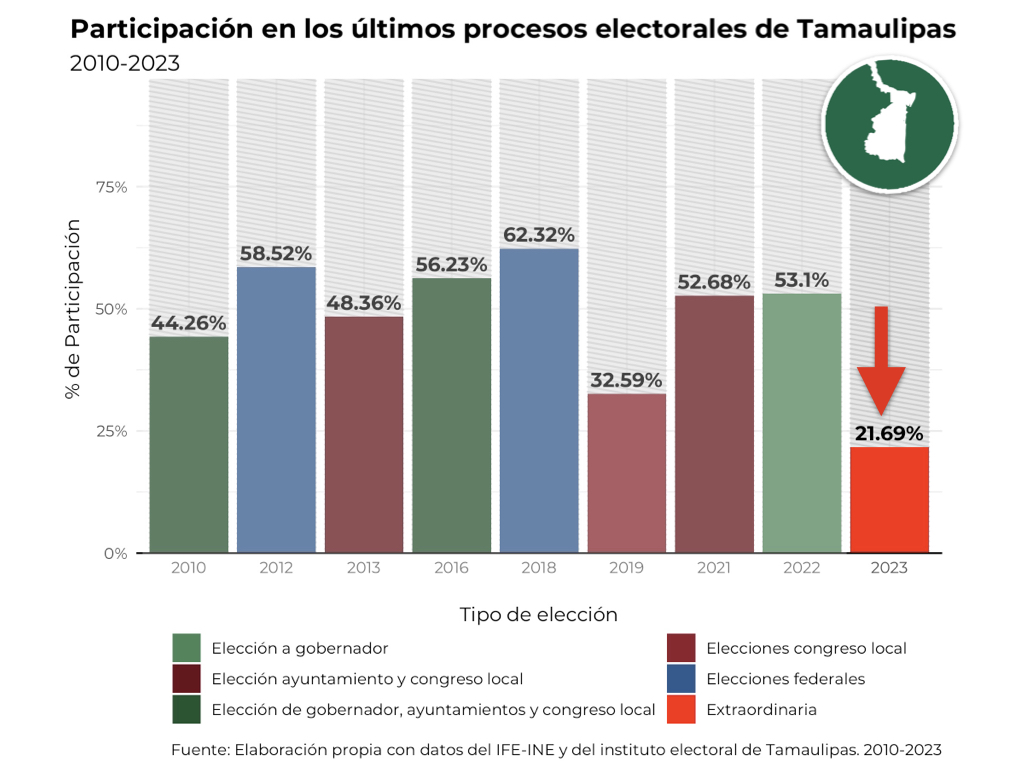 Participación en los últimos procesos electorales de Tamaulipas
2010-2023
% de Participación
75%
50%
25%
0%
44.26%
58.52%
48.36%
56.23%
62.32%
32.59%
52.68%
53.1%
21.69%
2010 2012 2013 2016 2018 2019 2021 2022 2023
Tipo de elección
Elección a gobernador
Elección ayuntamiento y congreso local
Elección de gobernador, ayuntamientos y congreso local
Elecciones congreso local
Elecciones federales
Extraordinaria
Fuente: Elaboración propia con datos del IFE-INE y del instituto electoral de Tamaulipas. 2010-2023